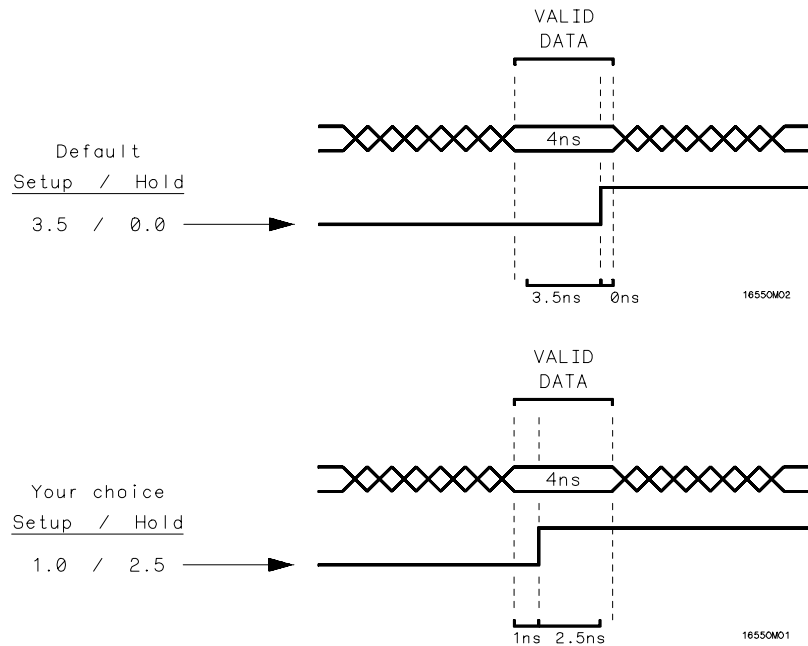 VALID
DATA
4ns
Default
Setup / Hold
3.5 / 0.0
3.5ns 0ns
16550M02
VALID
DATA
4ns
Your choice
Setup / Hold
1.0 / 2.5
1ns 2.5ns
16550M01